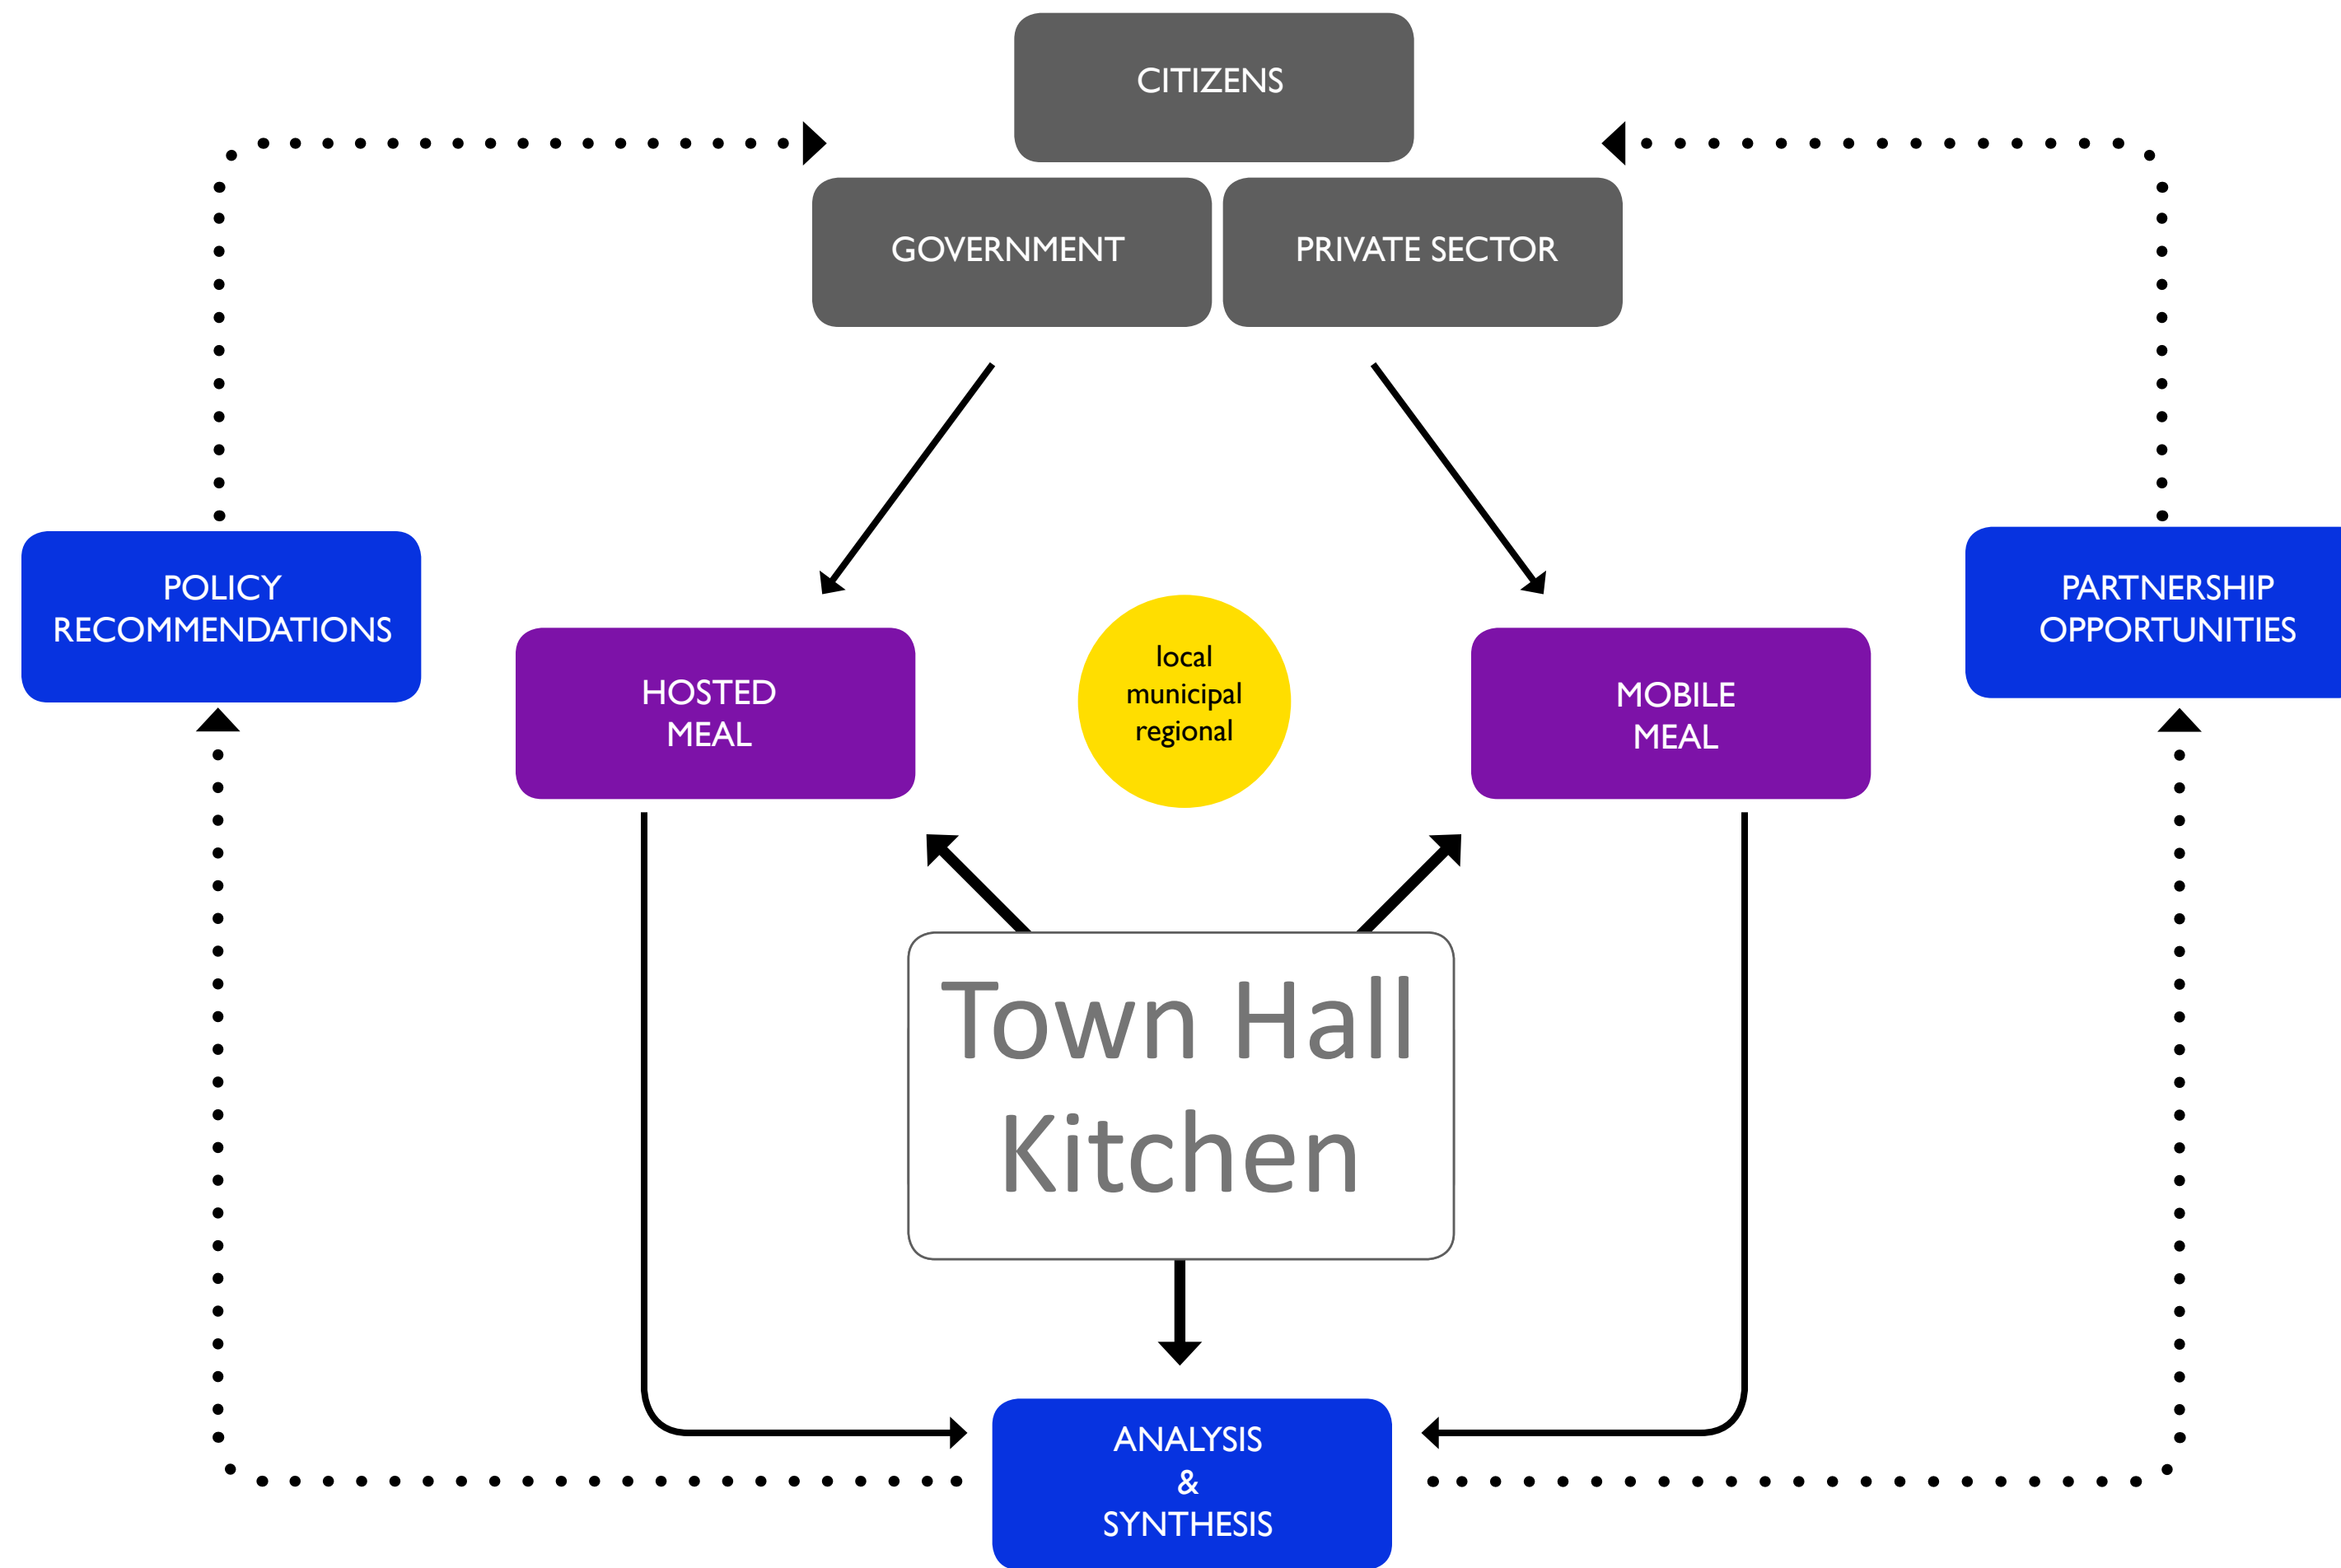 CITIZENS
GOVERNMENT
PRIVATE SECTOR
POLICY
RECOMMENDATIONS
PARTNERSHIP
OPPORTUNITIES
HOSTED
MEAL
local
municipal
regional
MOBILE
MEAL
Town Hall
Kitchen
ANALYSIS
&
SYNTHESIS